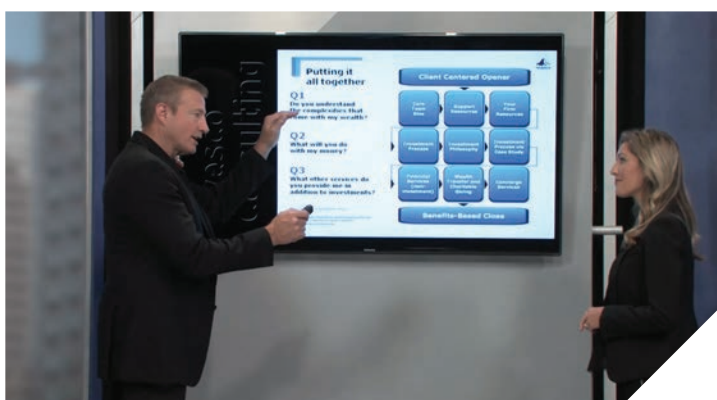 Putting it
all together
Q1
Do you understand
the complexities that
come with my wealth?
Q2
What will you do
with my money?
Q3
What other services do
you provide me in
addition to investments?
Client Centered Opener
Core
Team
Bios
Support
Resources
Your
Firm
Resources
Investment
Process
Investment
Philosophy
Investment
Process via
Case Study
Financial
Services
(non-
investment)
Wealth
Transfer and
Charitable
Giving
Concierge
Services
Benefits-Based Close